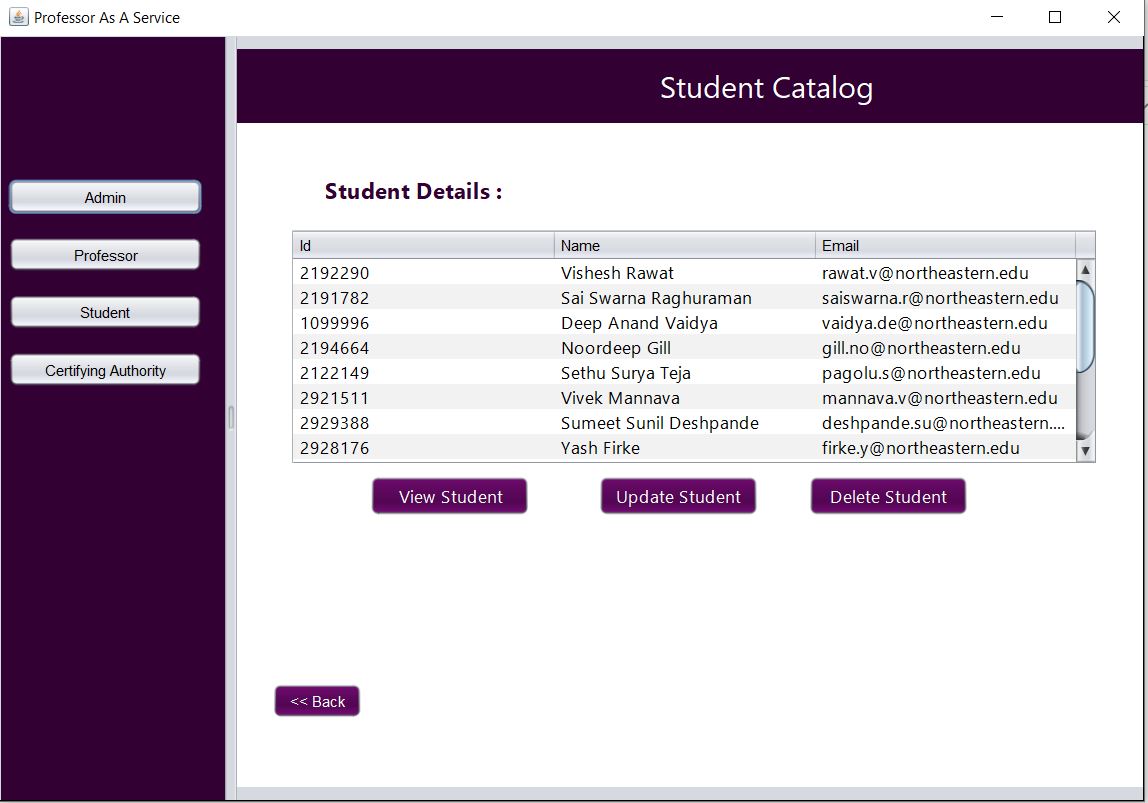 Professor As A Service
Student Catalog
Admin
Professor
Student
Certifying Authority
Student Details :
Id Name Email
2192290 Vishesh Rawat rawat.v@northeastern.edu
2191782 Sai Swarna Raghuraman saiswarna.r@northeastern.edu
1099996 Deep Anand Vaidya vaidya.de@northeastern.edu
2194664 Noordeep Gill gill.no@northeastern.edu
2122149 Sethu Surya Teja pagolu.s@northeastern.edu
2921511 Vivek Mannava mannava.v@northeastern.edu
2929388 Sumeet Sunil Deshpande deshpande.su@northeastern....
2928176 Yash Firke firke.y@northeastern.edu
View Student Update Student Delete Student
<< Back